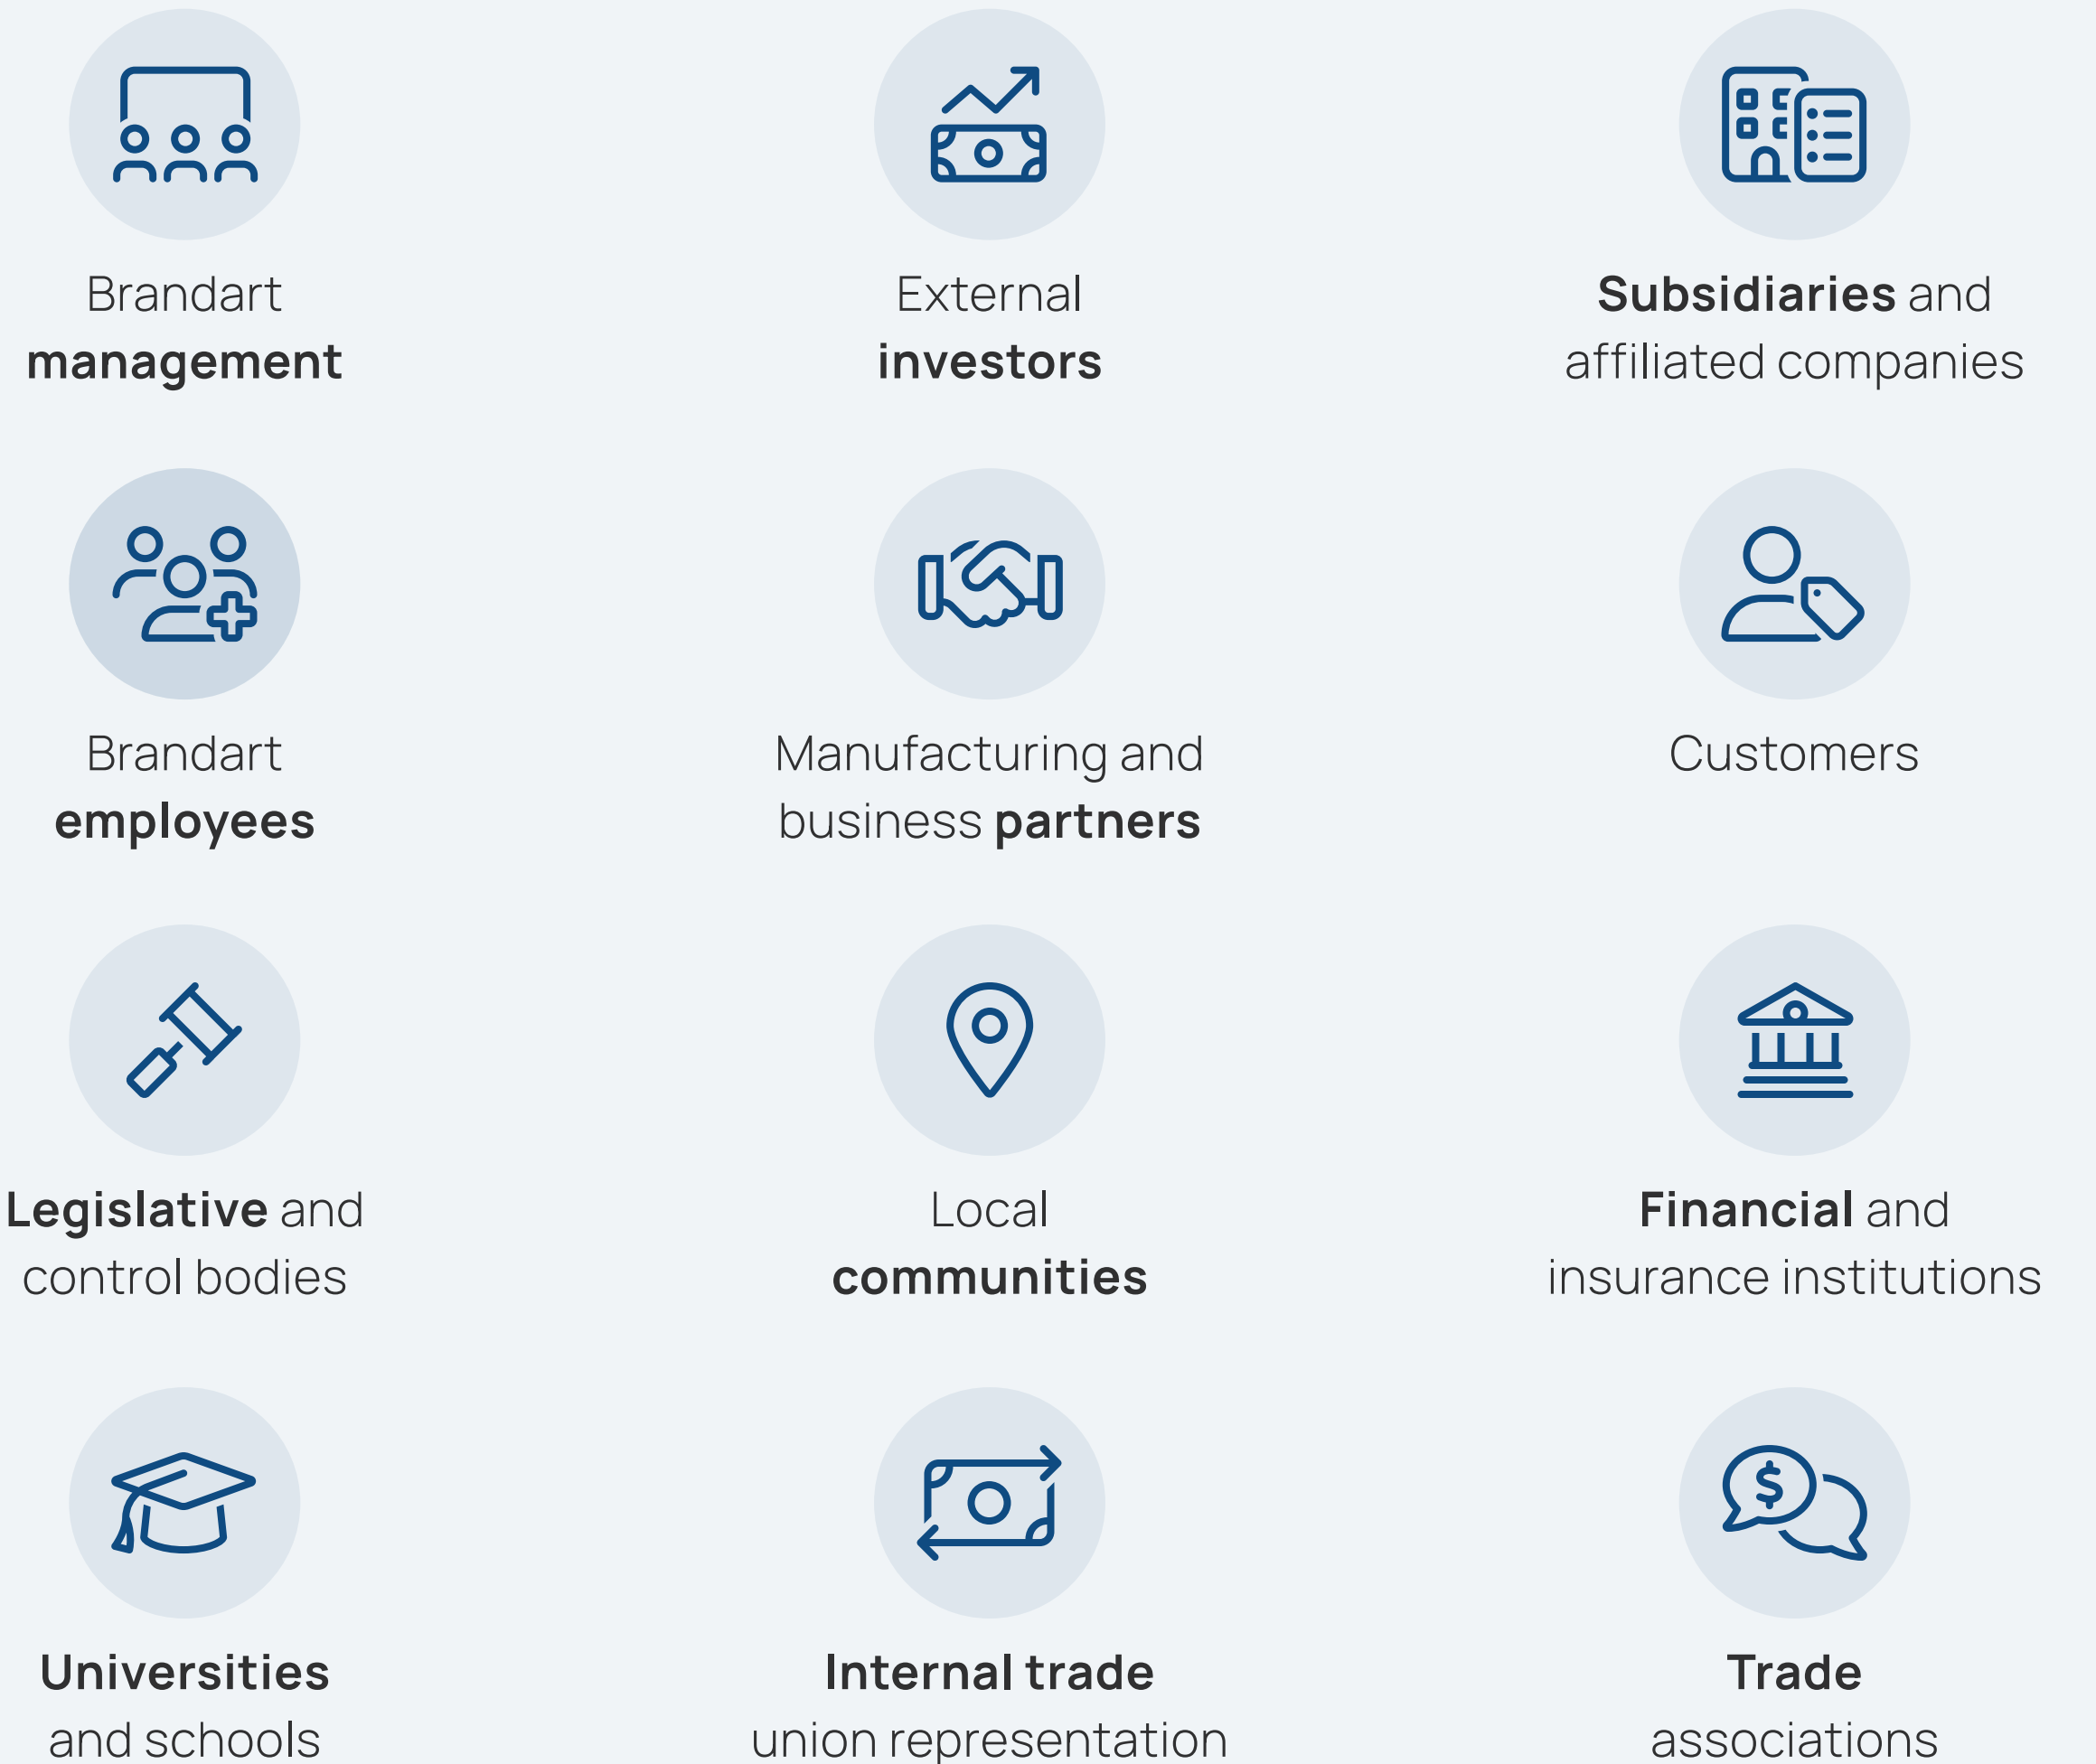 Brandart
management
External
investors
Subsidiaries and
affiliated companies
Brandart
employees
Manufacturing and
business partners
Customers
Legislative and
control bodies
Local
communities
Financial and
insurance institutions
Universities
and schools
Internal trade
union representation
$
Trade
associations